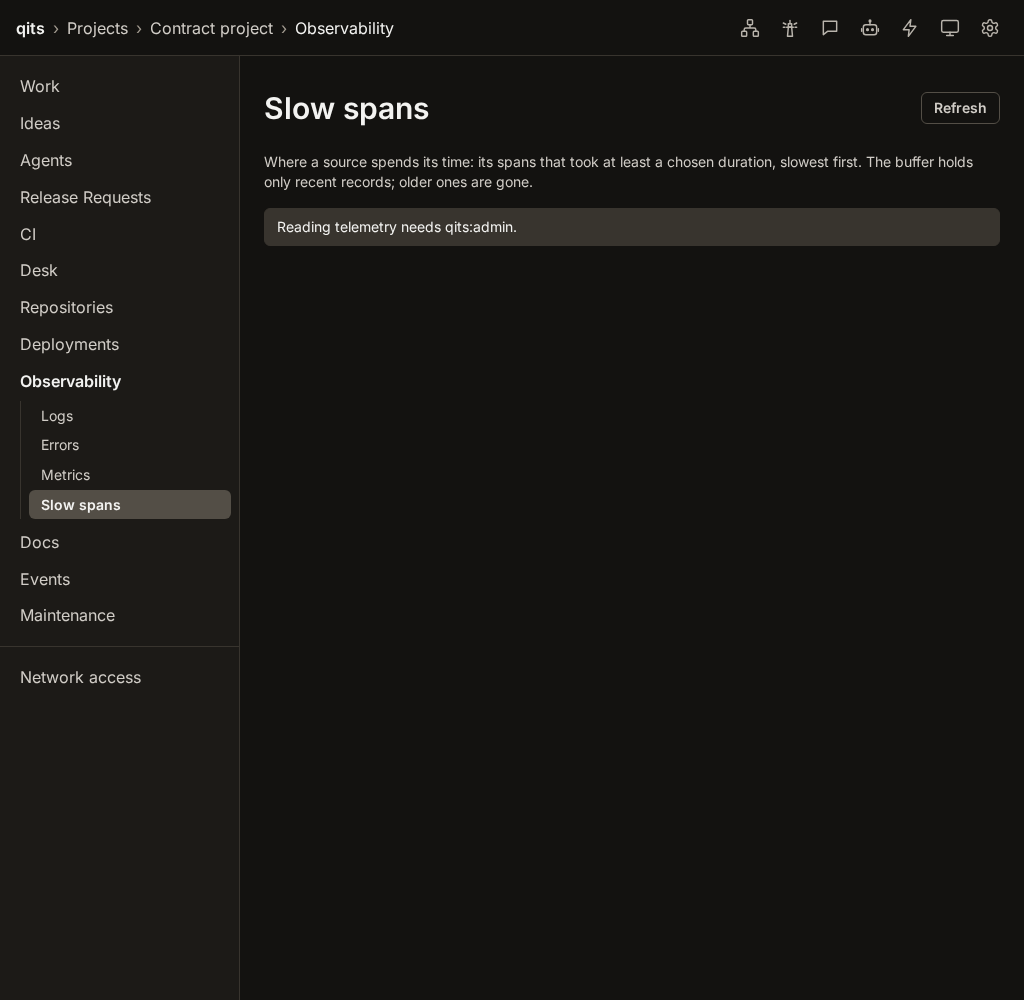 qits › Projects › Contract project › Observability
Work
Ideas
Agents
Release Requests
CI
Desk
Repositories
Deployments
Observability
Logs
Errors
Metrics
Slow spans
Docs
Events
Maintenance
Network access
Slow spans
Refresh
Where a source spends its time: its spans that took at least a chosen duration, slowest first. The buffer holds
only recent records; older ones are gone.
Reading telemetry needs qits:admin.